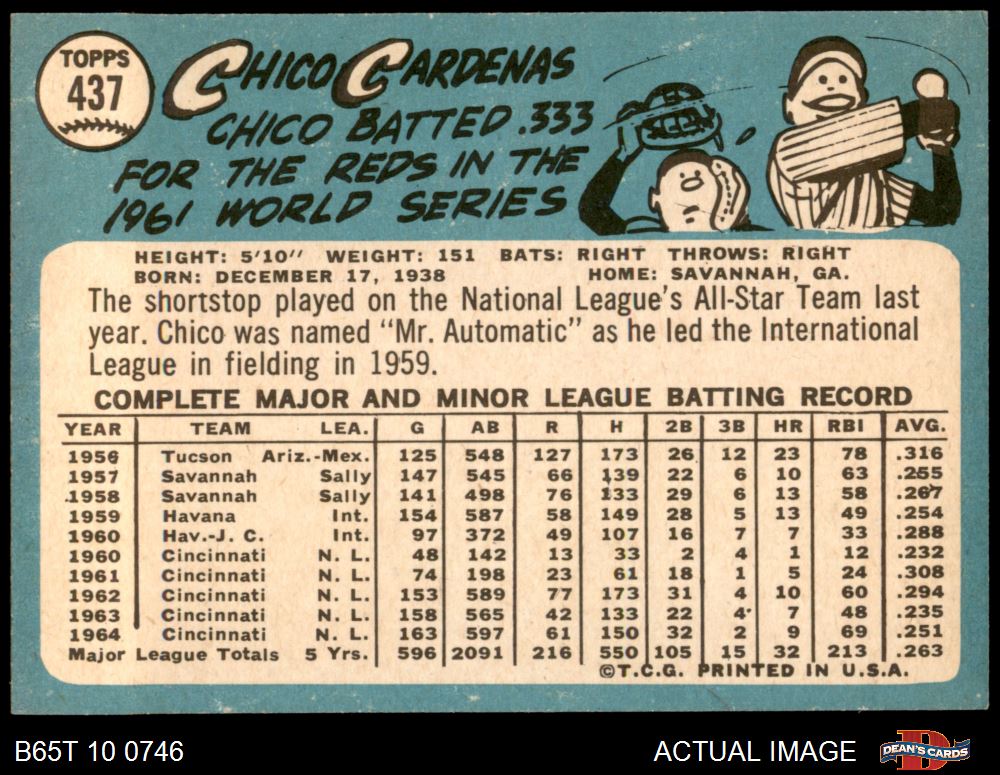 TOPPS
437
CHICO CARDENAS
CHICO BATTED .333
FOR THE REDS IN THE
1961 WORLD SERIES
HEIGHT: 5'10" WEIGHT: 151 BATS: RIGHT THROWS: RIGHT
BORN: DECEMBER 17, 1938 HOME: SAVANNAH, GA.
The shortstop played on the National League's All-Star Team last
year. Chico was named "Mr. Automatic" as he led the International
League in fielding in 1959.
COMPLETE MAJOR AND MINOR LEAGUE BATTING RECORD
YEAR TEAM LEA. G AB R H 2B 3B HR RBI AVG.
1956 Tucson Ariz.-Mex. 125 548 127 173 26 12 23 78 .316
1957 Savannah Sally 147 545 66 139 22 6 10 63 .255
1958 Savannah Sally 141 498 76 133 29 6 13 58 .267
1959 Havana Int. 154 587 58 149 28 5 13 49 .254
1960 Hav.-J. C. Int. 97 372 49 107 16 7 7 33 .288
1960 Cincinnati N. L. 48 142 13 33 2 4 1 12 .232
1961 Cincinnati N. L. 74 198 23 61 18 1 5 24 .308
1962 Cincinnati N. L. 153 589 77 173 31 4 10 60 .294
1963 Cincinnati N. L. 158 565 42 133 22 4 7 48 .235
1964 Cincinnati N. L. 163 597 61 150 32 2 9 69 .251
Major League Totals 5 Yrs. 596 2091 216 550 105 15 32 213 .263
©T.C.G. PRINTED IN U.S.A.
B65T 10 0746 ACTUAL IMAGE DEAN'S CARDS